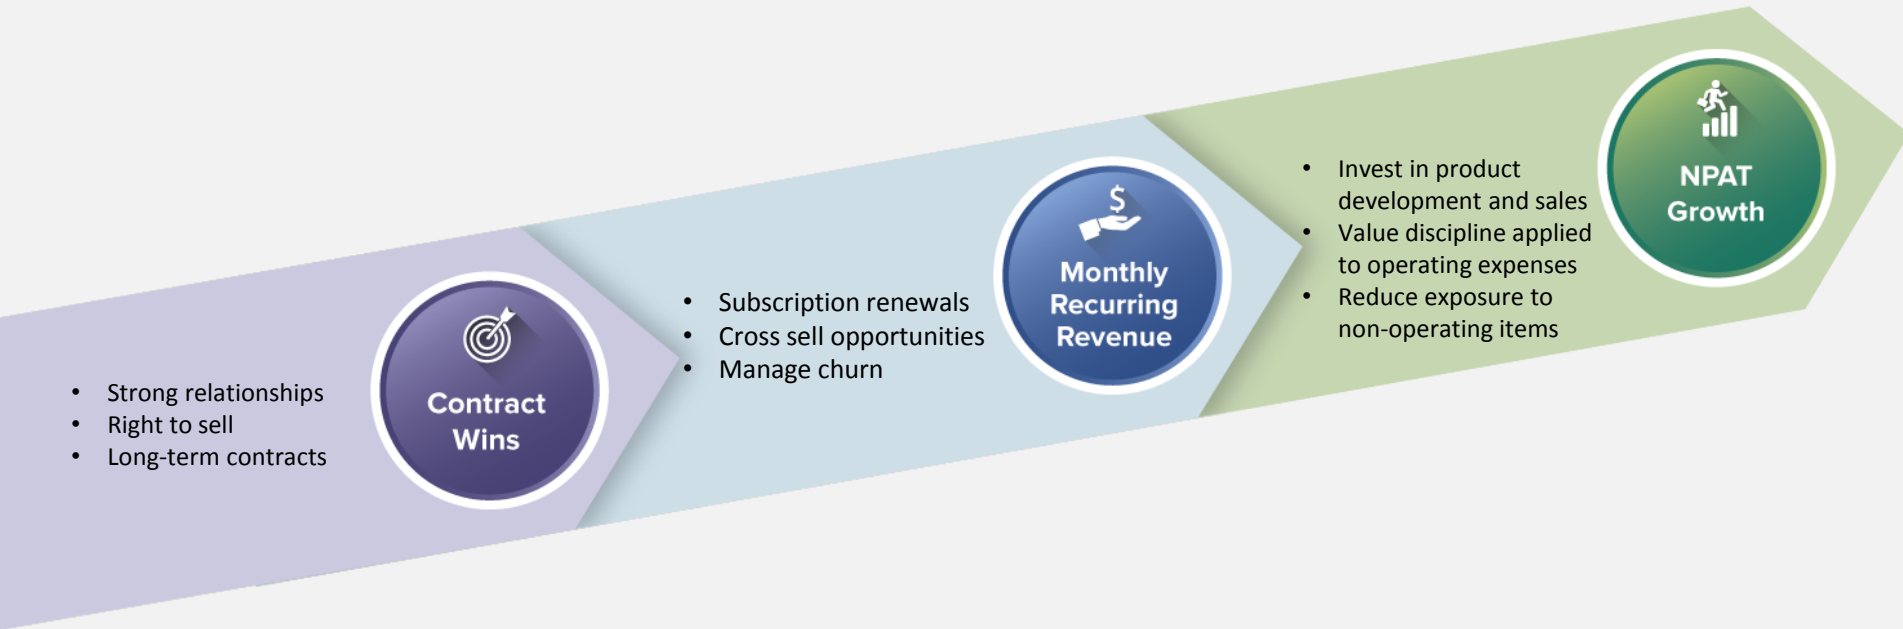 • Strong relationships
• Right to sell
• Long-term contracts
Contract
Wins
• Subscription renewals
• Cross sell opportunities
• Manage churn
$
Monthly
Recurring
Revenue
• Invest in product
development and sales
• Value discipline applied
to operating expenses
• Reduce exposure to
non-operating items
NPAT
Growth